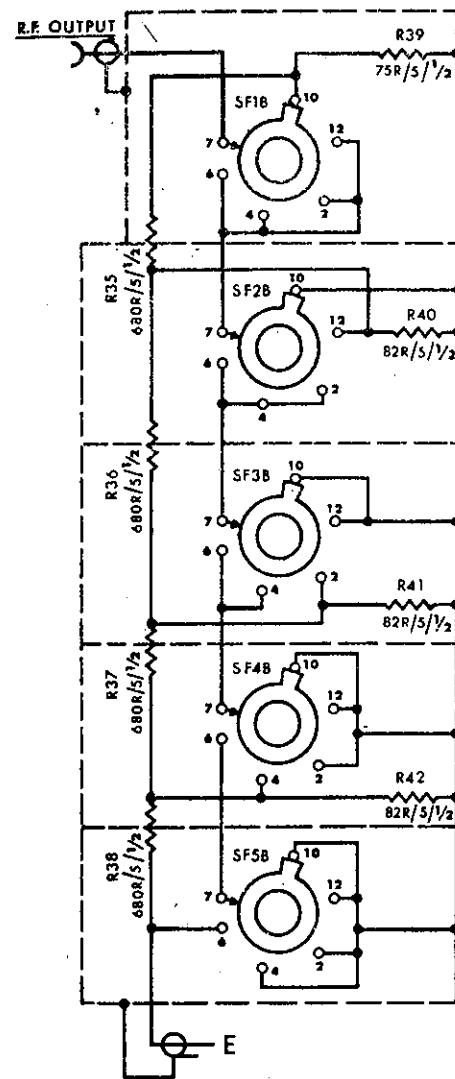 R.F. OUTPUT
R39
75R/5/1/2
10
SF1B
12
7
6
4
2
R35
680R/5/1/2
10
SF2B
R40
7
12
82R/5/1/2
6
2
4
R36
680R/5/1/2
10
SF3B
7
12
6
2
4
R41
82R/5/1/2
R37
680R/5/1/2
10
SF4B
12
7
6
2
4
R42
82R/5/1/2
R38
680R/5/1/2
10
SF5B
12
7
6
2
4
E